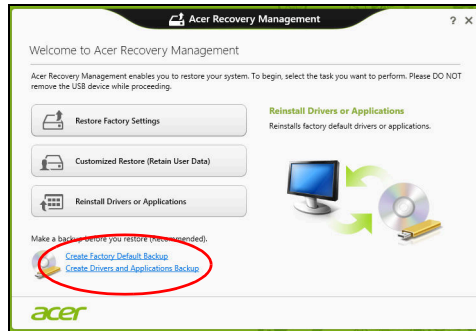 Acer Recovery Management
? X
Welcome to Acer Recovery Management
Acer Recovery Management enables you to restore your system. To begin, select the task you want to perform. Please DO NOT
remove the USB device while proceeding.
Restore Factory Settings
Customized Restore (Retain User Data)
Reinstall Drivers or Applications
Reinstall Drivers or Applications
Reinstalls factory default drivers or applications.
Make a backup before you restore (Recommended).
Create Factory Default Backup
Create Drivers and Applications Backup
acer